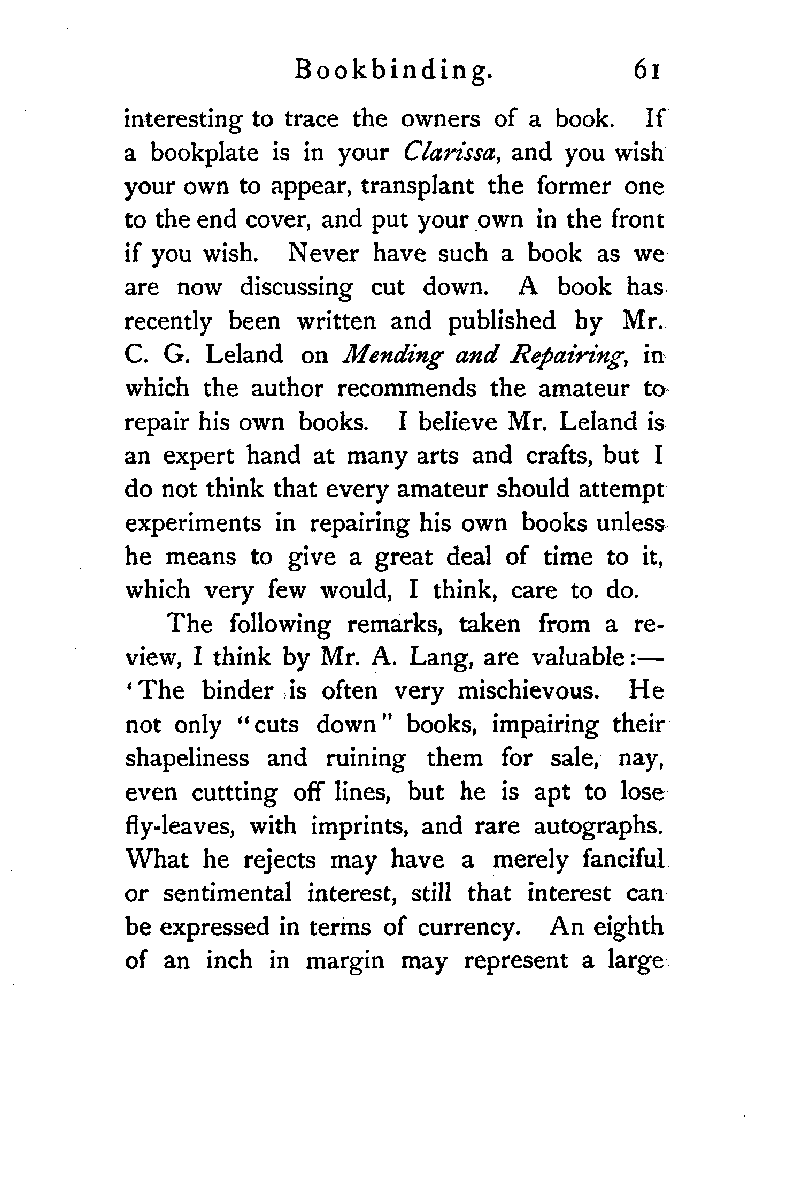 Bookbinding. 61
interesting to trace the owners of a book. If
a bookplate is in your Clarissa, and you wish
your own to appear, transplant the former one
to the end cover, and put your own in the front
if you wish. Never have such a book as we
are now discussing cut down. A book has
recently been written and published by Mr.
C. G. Leland on Mending and Repairing, in
which the author recommends the amateur to
repair his own books. I believe Mr. Leland is
an expert hand at many arts and crafts, but I
do not think that every amateur should attempt
experiments in repairing his own books unless
he means to give a great deal of time to it,
which very few would, I think, care to do.
The following remarks, taken from a re-
view, I think by Mr. A. Lang, are valuable:—
‘The binder is often very mischievous. He
not only “cuts down” books, impairing their
shapeliness and ruining them for sale, nay,
even cuttting off lines, but he is apt to lose
fly-leaves, with imprints, and rare autographs.
What he rejects may have a merely fanciful
or sentimental interest, still that interest can
be expressed in terms of currency. An eighth
of an inch in margin may represent a large